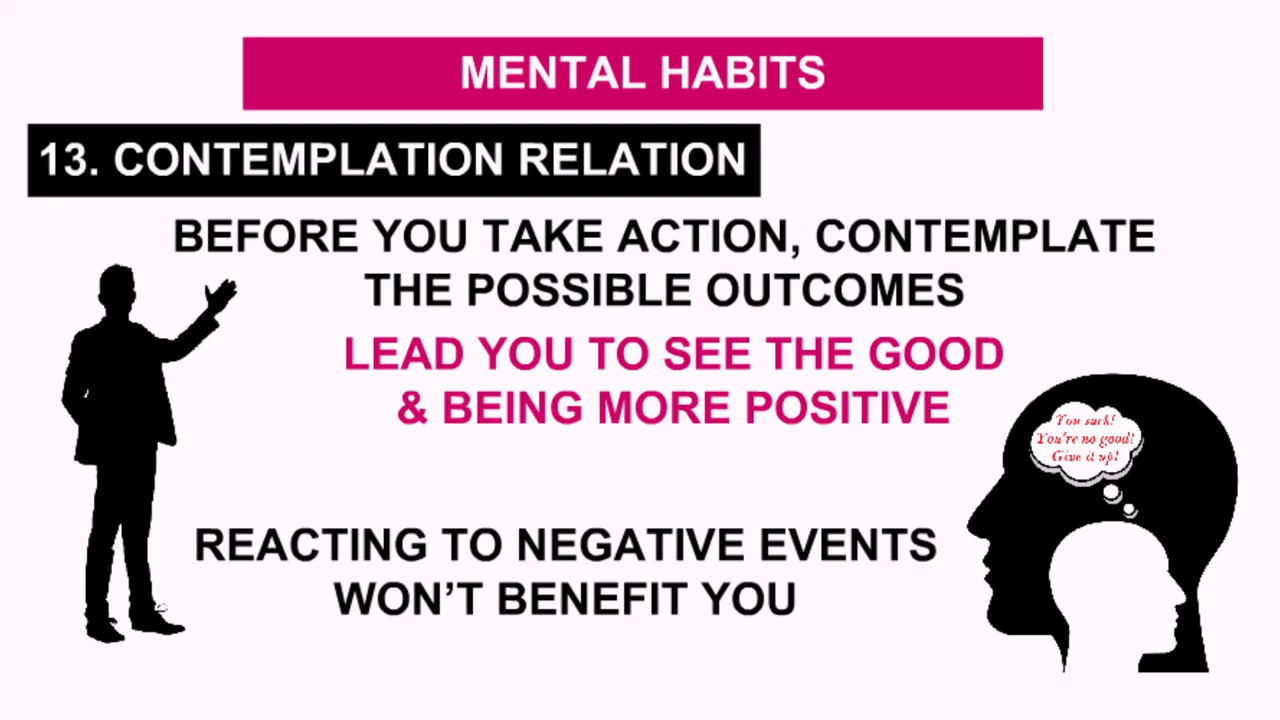 MENTAL HABITS
13. CONTEMPLATION RELATION
BEFORE YOU TAKE ACTION, CONTEMPLATE
THE POSSIBLE OUTCOMES
LEAD YOU TO SEE THE GOOD
& BEING MORE POSITIVE
You suck!
You're no good!
Give it up!
REACTING TO NEGATIVE EVENTS
WON’T BENEFIT YOU